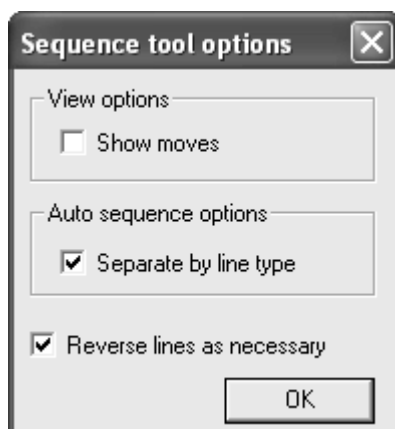 Sequence tool options
View options
Show moves
Auto sequence options
Separate by line type
Reverse lines as necessary
OK